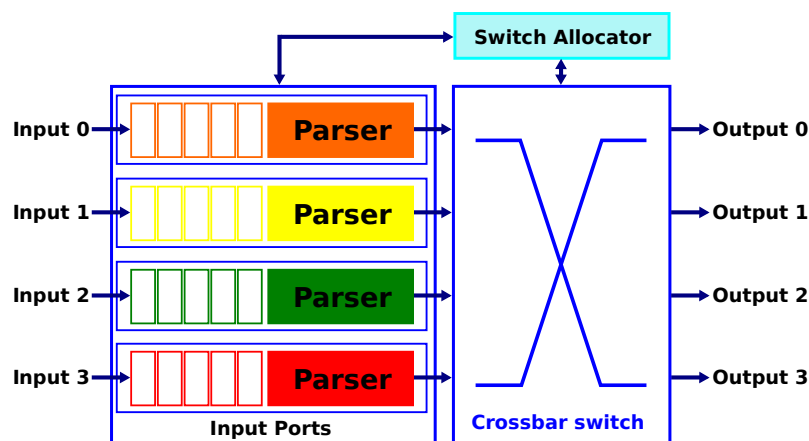 Switch Allocator
Input 0
Parser
Output 0
Input 1
Parser
Output 1
Input 2
Parser
Output 2
Input 3
Parser
Output 3
Input Ports
Crossbar switch